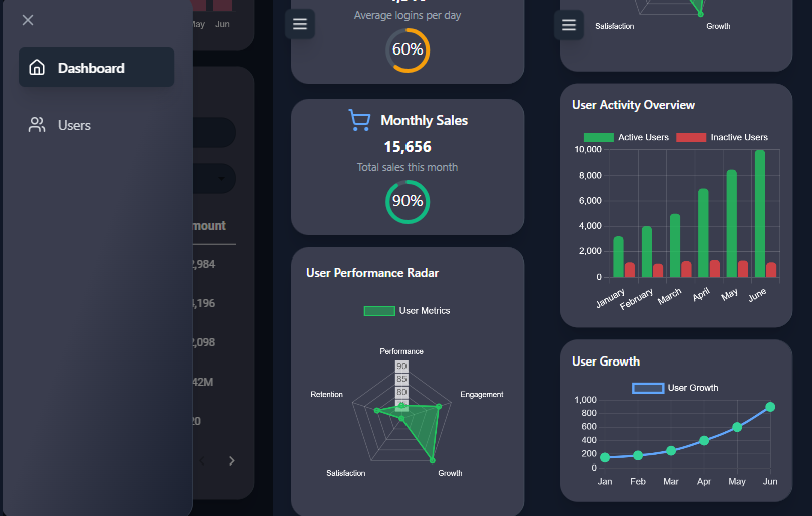 Dashboard
Users
May Jun
2,984
,196
2,098
42M
Average logins per day
60%
Monthly Sales
15,656
Total sales this month
90%
User Performance Radar
User Metrics
Performance
90
85
80
Retention
Engagement
Satisfaction
Growth
Satisfaction
Growth
User Activity Overview
Active Users Inactive Users
10,000
8,000
6,000
4,000
2,000
0
January February March April May June
User Growth
User Growth
1,000
800
600
400
200
0
Jan Feb Mar Apr May Jun